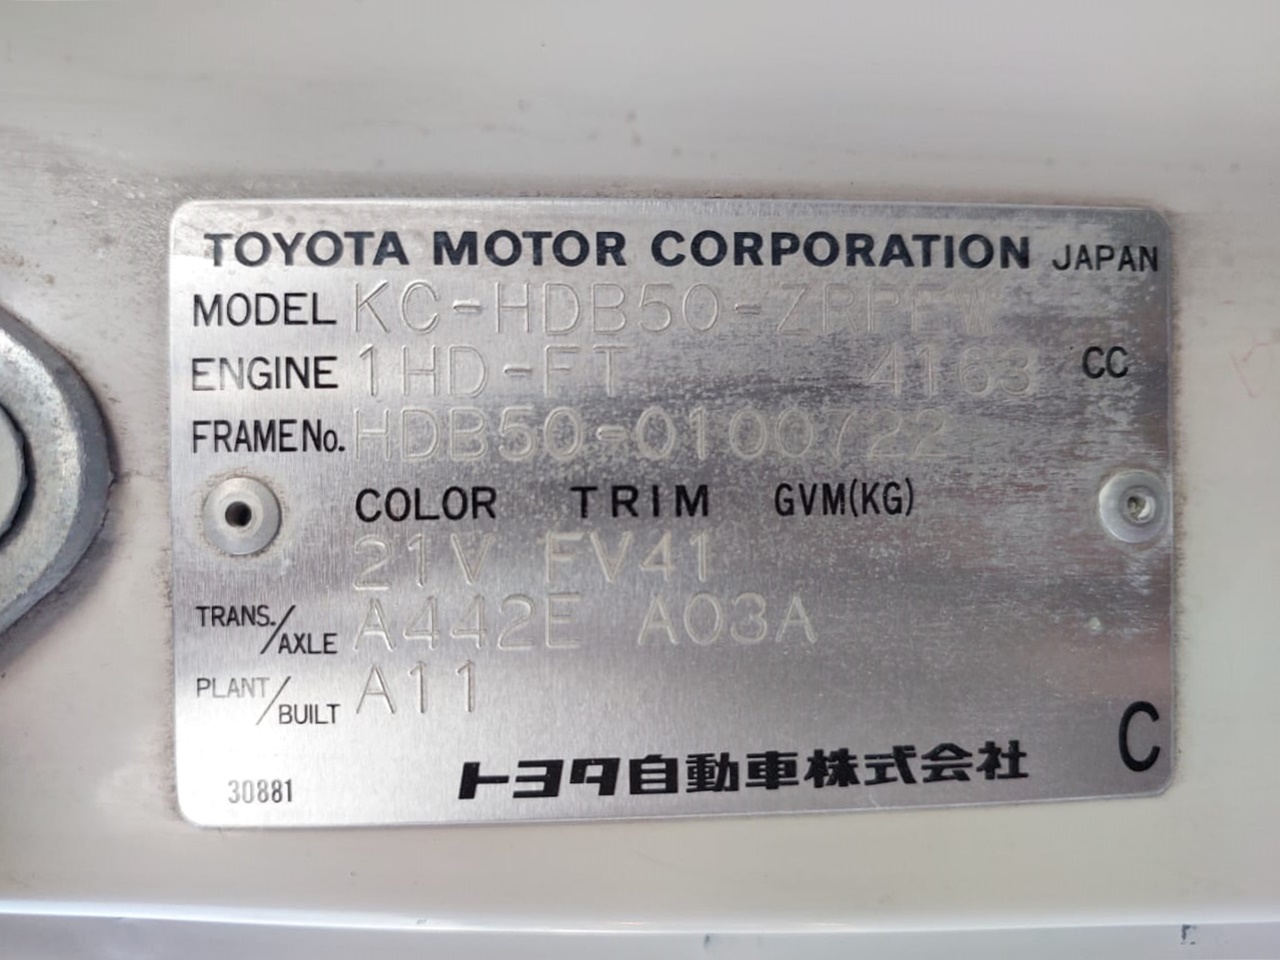 TOYOTA MOTOR CORPORATION JAPAN
MODEL KC-HDB50-ZRPEW
ENGINE 1HD-FT 4163 CC
FRAME No. HDB50-0100722
COLOR TRIM GVM(KG)
21V FV41
TRANS./AXLE A442E A03A
PLANT/BUILT A11
30881
トヨタ自動車株式会社
C